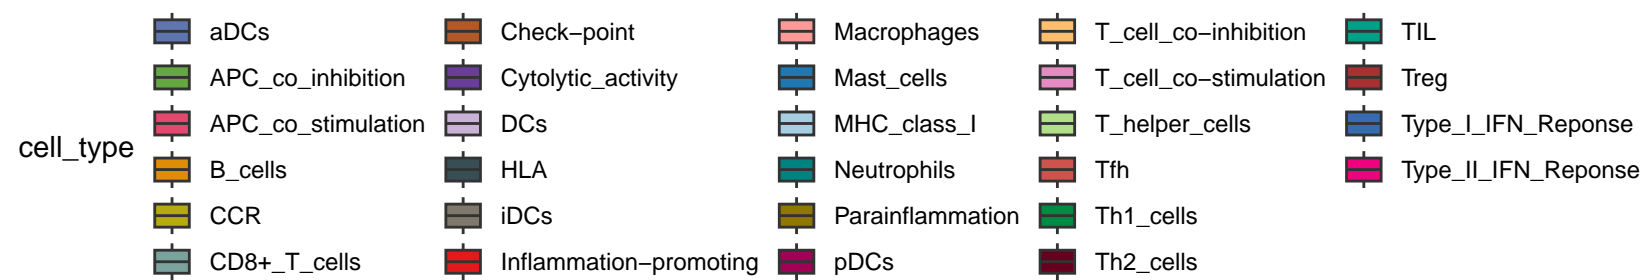 cell_type
aDCs
APC_co_inhibition
APC_co_stimulation
B_cells
CCR
CD8+_T_cells
Check−point
Cytolytic_activity
DCs
HLA
iDCs
Inflammation−promoting
Macrophages
Mast_cells
MHC_class_I
Neutrophils
Parainflammation
pDCs
T_cell_co−inhibition
T_cell_co−stimulation
T_helper_cells
Tfh
Th1_cells
Th2_cells
TIL
Treg
Type_I_IFN_Reponse
Type_II_IFN_Reponse